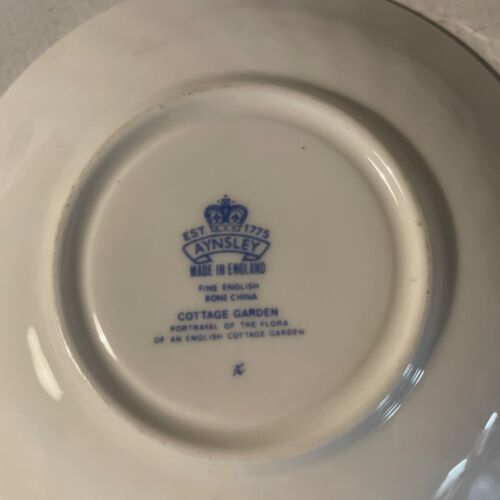 EST. 1775
AYNSLEY
MADE IN ENGLAND
FINE ENGLISH
BONE CHINA
COTTAGE GARDEN
PORTRAYAL OF THE FLORA
OF AN ENGLISH COTTAGE GARDEN